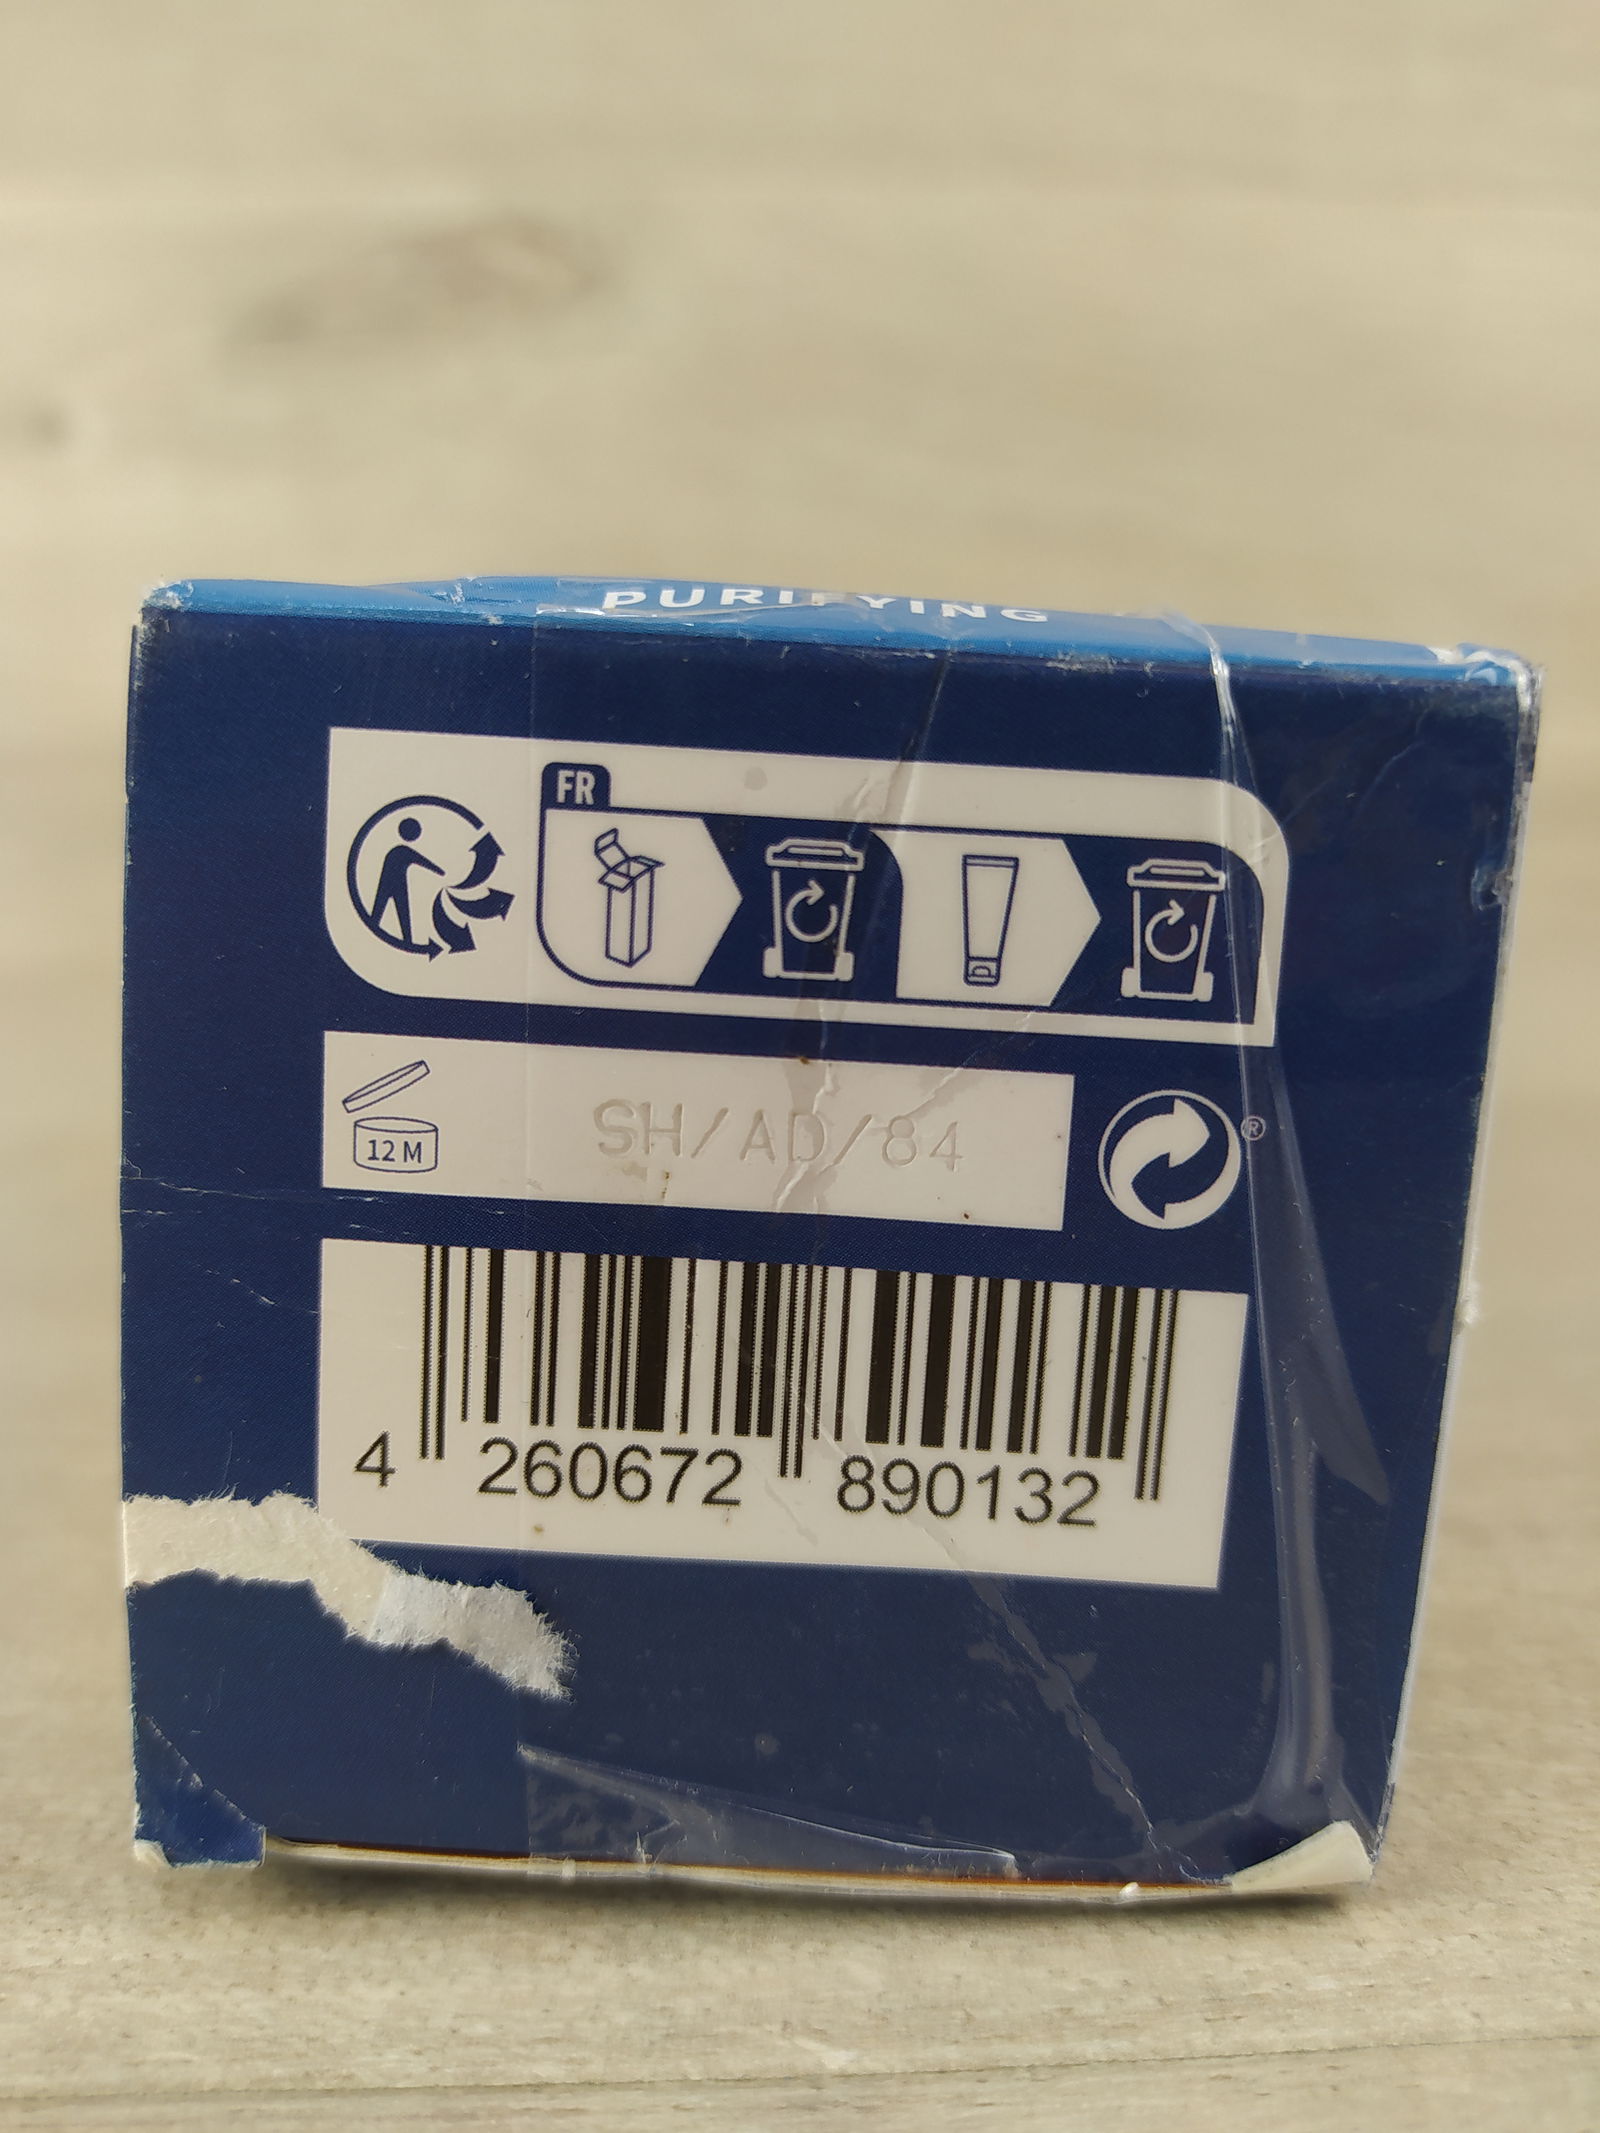 PURIFYING
FR
12 M
SH/AD/84
®
4 260672 890132